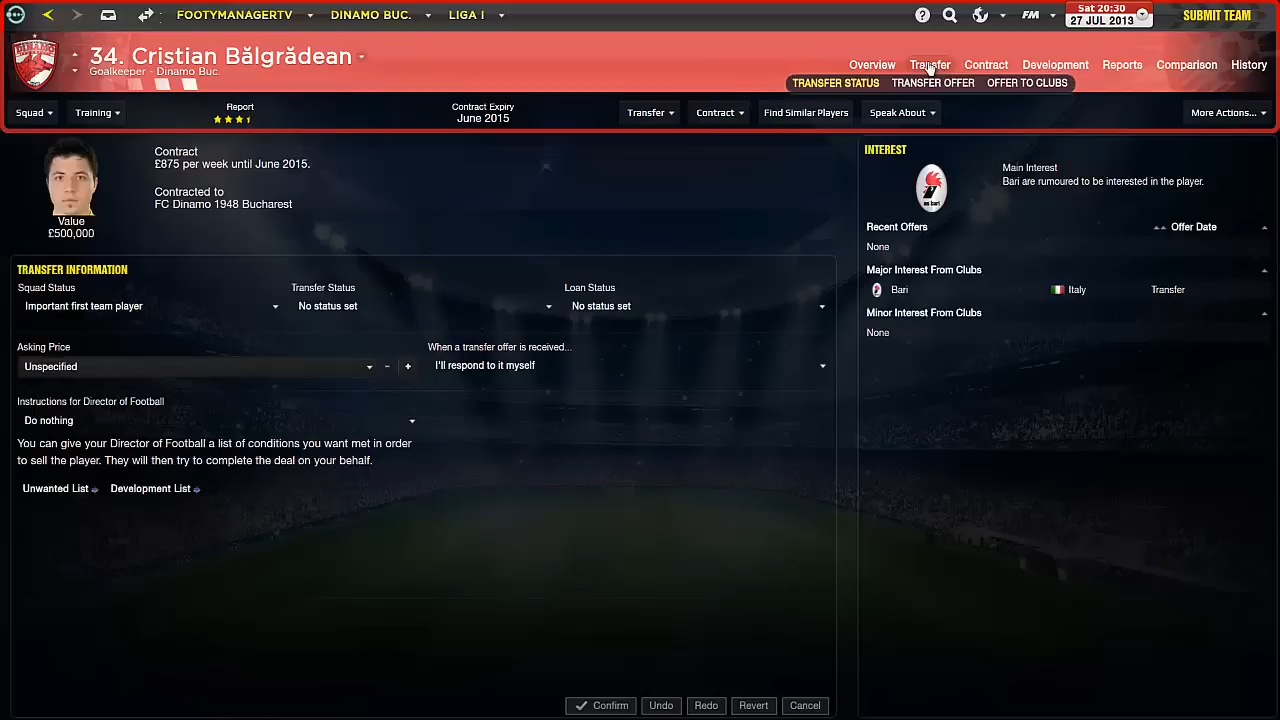 FOOTYMANAGERTV DINAMO BUC. LIGA I
FM Sat 20:30
27 JUL 2013 SUBMIT TEAM
DINAMO
34. Cristian Bălgrădean
Goalkeeper - Dinamo Buc.
Overview Transfer Contract Development Reports Comparison History
TRANSFER STATUS TRANSFER OFFER OFFER TO CLUBS
Squad Training Report Contract Expiry
June 2015
Transfer Contract Find Similar Players Speak About More Actions...
Contract
£875 per week until June 2015.
Contracted to
FC Dinamo 1948 Bucharest
Value
£500,000
INTEREST
Main Interest
Bari are rumoured to be interested in the player.
as bari
Recent Offers Offer Date
None
Major Interest From Clubs
Bari Italy Transfer
Minor Interest From Clubs
None
TRANSFER INFORMATION
Squad Status Transfer Status Loan Status
Important first team player No status set No status set
Asking Price When a transfer offer is received...
Unspecified - + I'll respond to it myself
Instructions for Director of Football
Do nothing
You can give your Director of Football a list of conditions you want met in order
to sell the player. They will then try to complete the deal on your behalf.
Unwanted List Development List
Confirm Undo Redo Revert Cancel